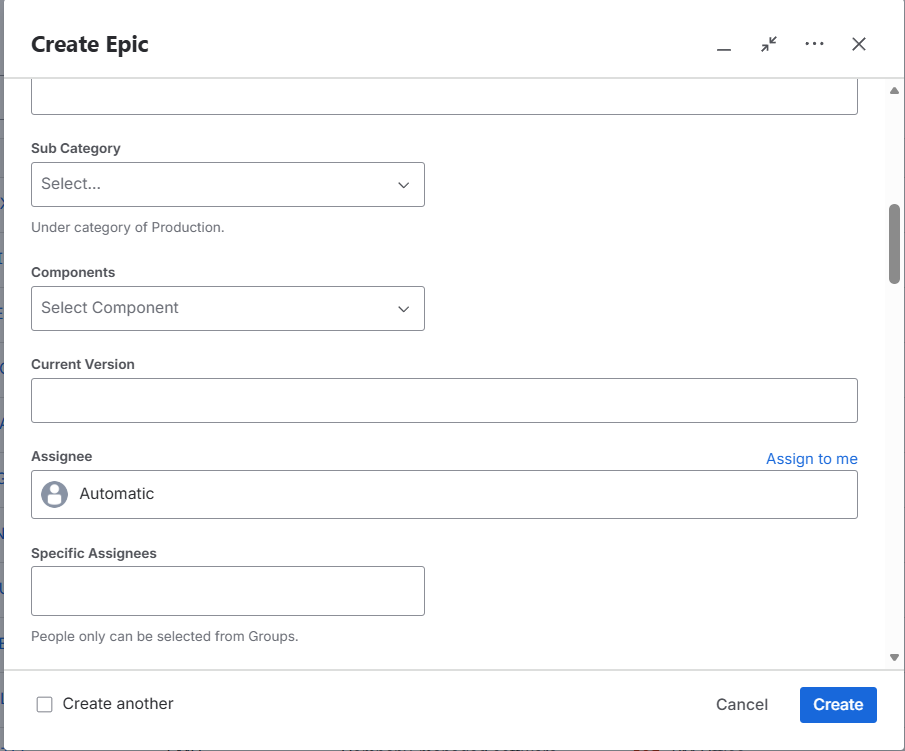 Create Epic
Sub Category
Select...
Under category of Production.
Components
Select Component
Current Version
Assignee
Assign to me
Automatic
Specific Assignees
People only can be selected from Groups.
Create another
Cancel
Create